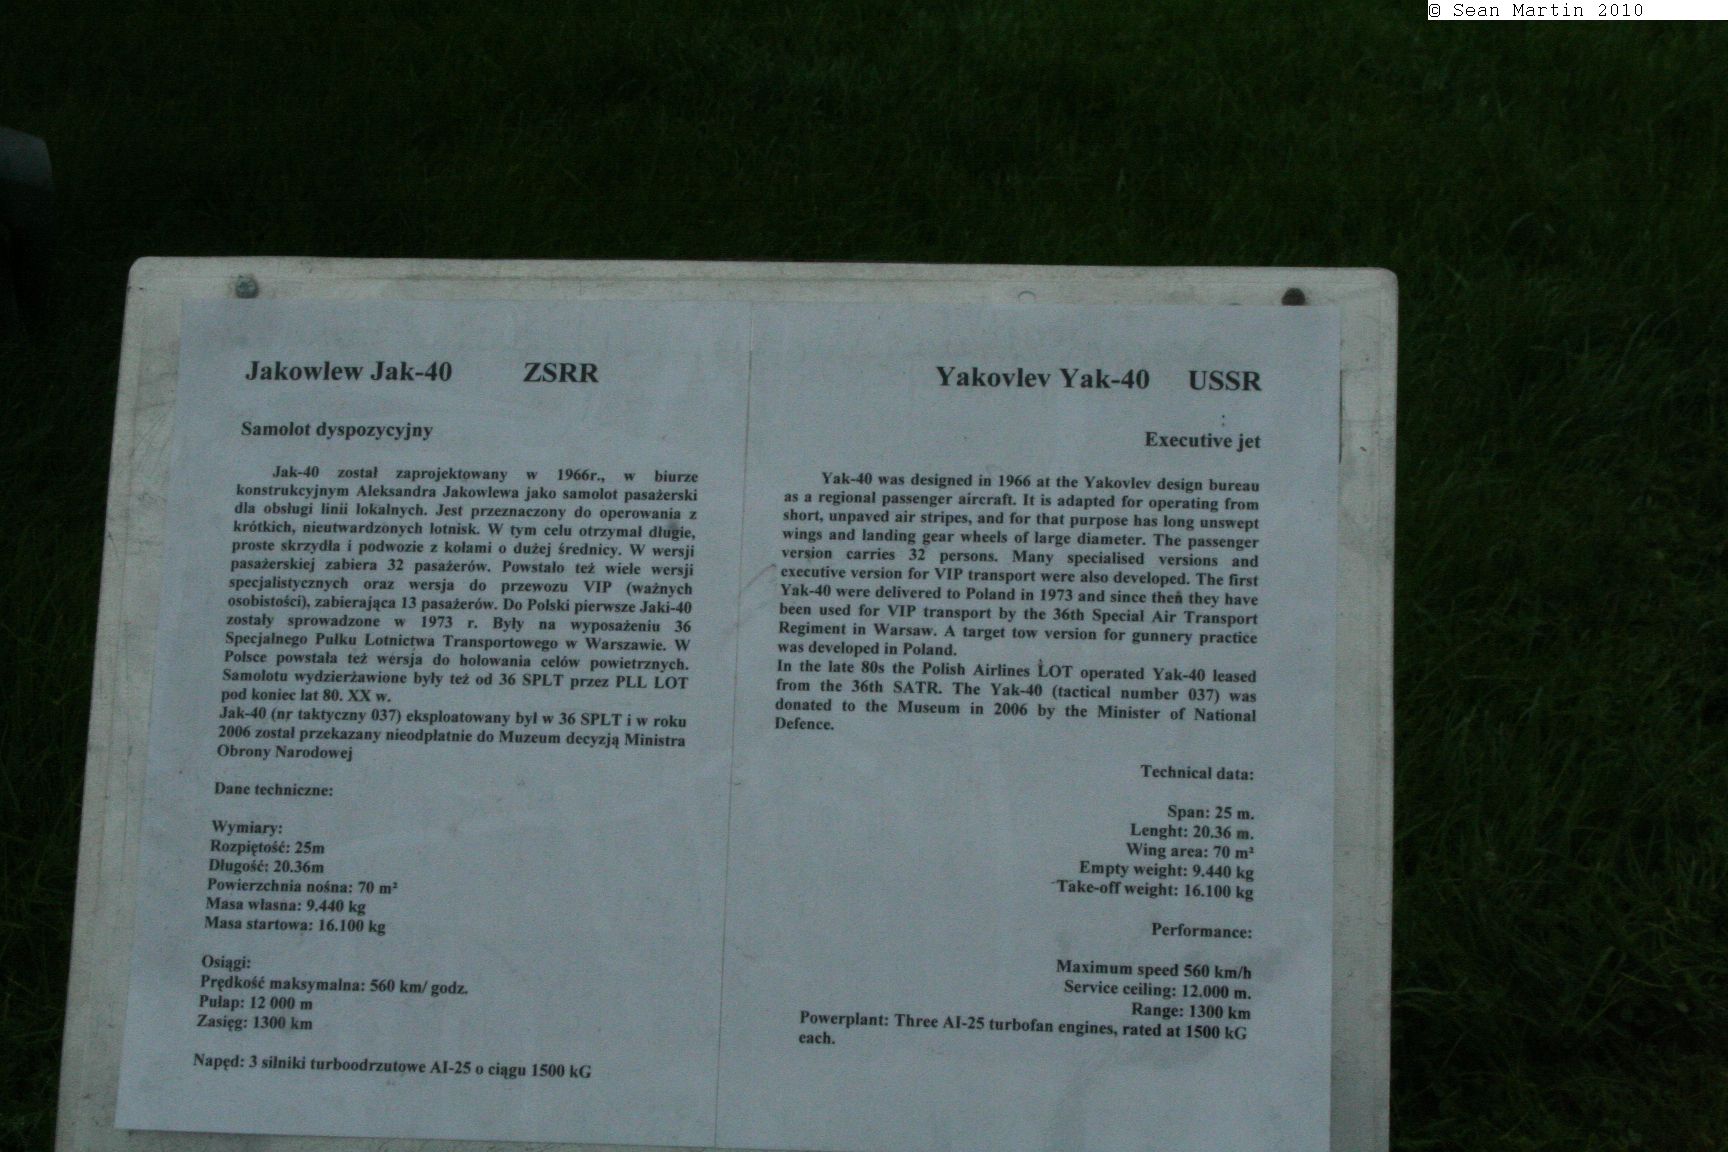 © Sean Martin 2010
Jakowlew Jak-40 ZSRR
Samolot dyspozycyjny
Jak-40 został zaprojektowany w 1966r., w biurze
konstrukcyjnym Aleksandra Jakowlewa jako samolot pasażerski
dla obsługi linii lokalnych. Jest przeznaczony do operowania z
krótkich, nieutwardzonych lotnisk. W tym celu otrzymał długie,
proste skrzydła i podwozie z kołami o dużej średnicy. W wersji
pasażerskiej zabiera 32 pasażerów. Powstało też wiele wersji
specjalistycznych oraz wersja do przewozu VIP (ważnych
osobistości), zabierająca 13 pasażerów. Do Polski pierwsze Jaki-40
zostały sprowadzone w 1973 r. Były na wyposażeniu 36
Specjalnego Pułku Lotnictwa Transportowego w Warszawie. W
Polsce powstała też wersja do holowania celów powietrznych.
Samolotu wydzierżawione były też od 36 SPLT przez PLL LOT
pod koniec lat 80. XX w.
Jak-40 (nr taktyczny 037) eksploatowany był w 36 SPLT i w roku
2006 został przekazany nieodpłatnie do Muzeum decyzją Ministra
Obrony Narodowej
Dane techniczne:
Wymiary:
Rozpiętość: 25m
Długość: 20.36m
Powierzchnia nośna: 70 m²
Masa własna: 9.440 kg
Masa startowa: 16.100 kg
Osiągi:
Prędkość maksymalna: 560 km/ godz.
Pułap: 12 000 m
Zasięg: 1300 km
Napęd: 3 silniki turboodrzutowe AI-25 o ciągu 1500 kG
Yakovlev Yak-40 USSR
Executive jet
Yak-40 was designed in 1966 at the Yakovlev design bureau
as a regional passenger aircraft. It is adapted for operating from
short, unpaved air stripes, and for that purpose has long unswept
wings and landing gear wheels of large diameter. The passenger
version carries 32 persons. Many specialised versions and
executive version for VIP transport were also developed. The first
Yak-40 were delivered to Poland in 1973 and since then they have
been used for VIP transport by the 36th Special Air Transport
Regiment in Warsaw. A target tow version for gunnery practice
was developed in Poland.
In the late 80s the Polish Airlines LOT operated Yak-40 leased
from the 36th SATR. The Yak-40 (tactical number 037) was
donated to the Museum in 2006 by the Minister of National
Defence.
Technical data:
Span: 25 m.
Lenght: 20.36 m.
Wing area: 70 m²
Empty weight: 9.440 kg
Take-off weight: 16.100 kg
Performance:
Maximum speed 560 km/h
Service ceiling: 12.000 m.
Range: 1300 km
Powerplant: Three AI-25 turbofan engines, rated at 1500 kG
each.